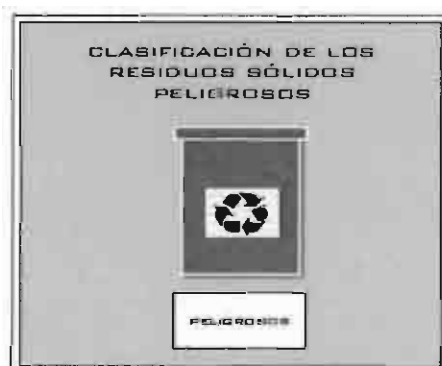 CLASIFICACIÓN DE LOS
RESIDUOS SÓLIDOS
PELIGROSOS
PELIGROSOS